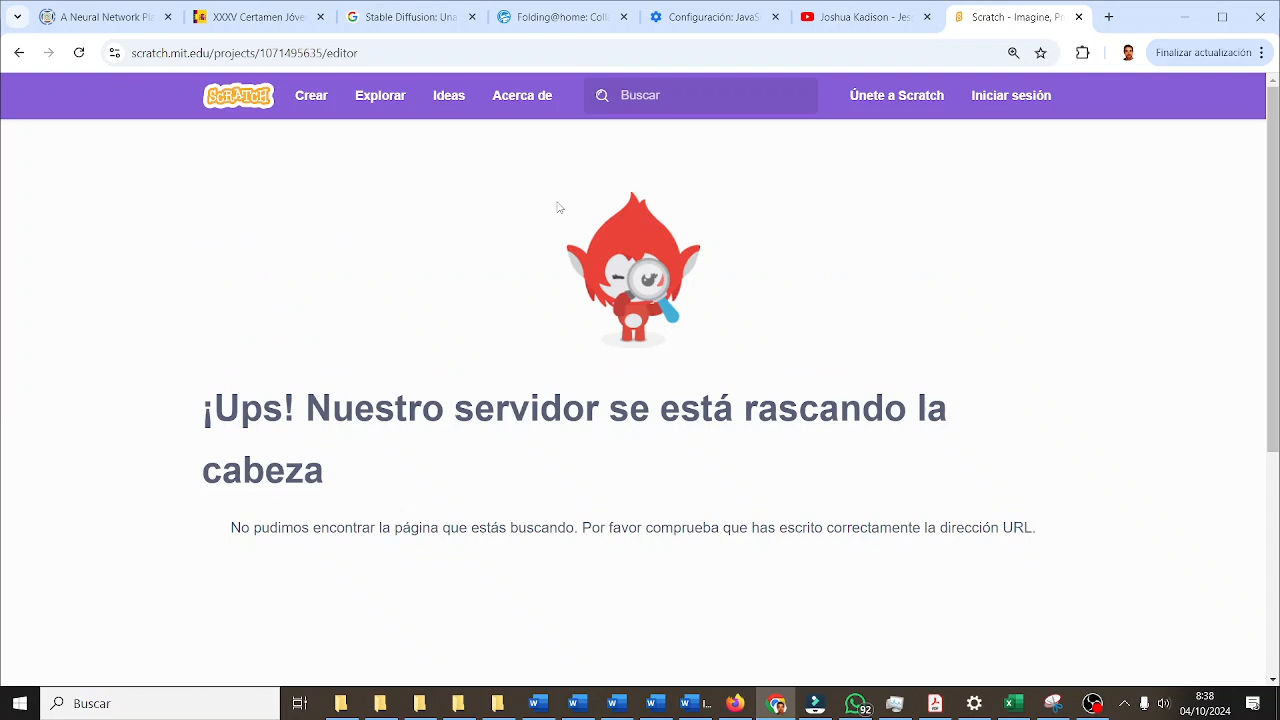 A Neural Network Pl
XXXV Certamen Jóve
Stable Diffusion: Un
Folding@home: Col
Configuración: JavaS
Joshua Kadison - Jes
Scratch - Imagine, Pr
scratch.mit.edu/projects/1071495635/editor
Finalizar actualización
SCRATCH
Crear
Explorar
Ideas
Acerca de
Buscar
Únete a Scratch
Iniciar sesión
¡Ups! Nuestro servidor se está rascando la
cabeza
No pudimos encontrar la página que estás buscando. Por favor comprueba que has escrito correctamente la dirección URL.
Buscar
92
8:38
04/10/2024